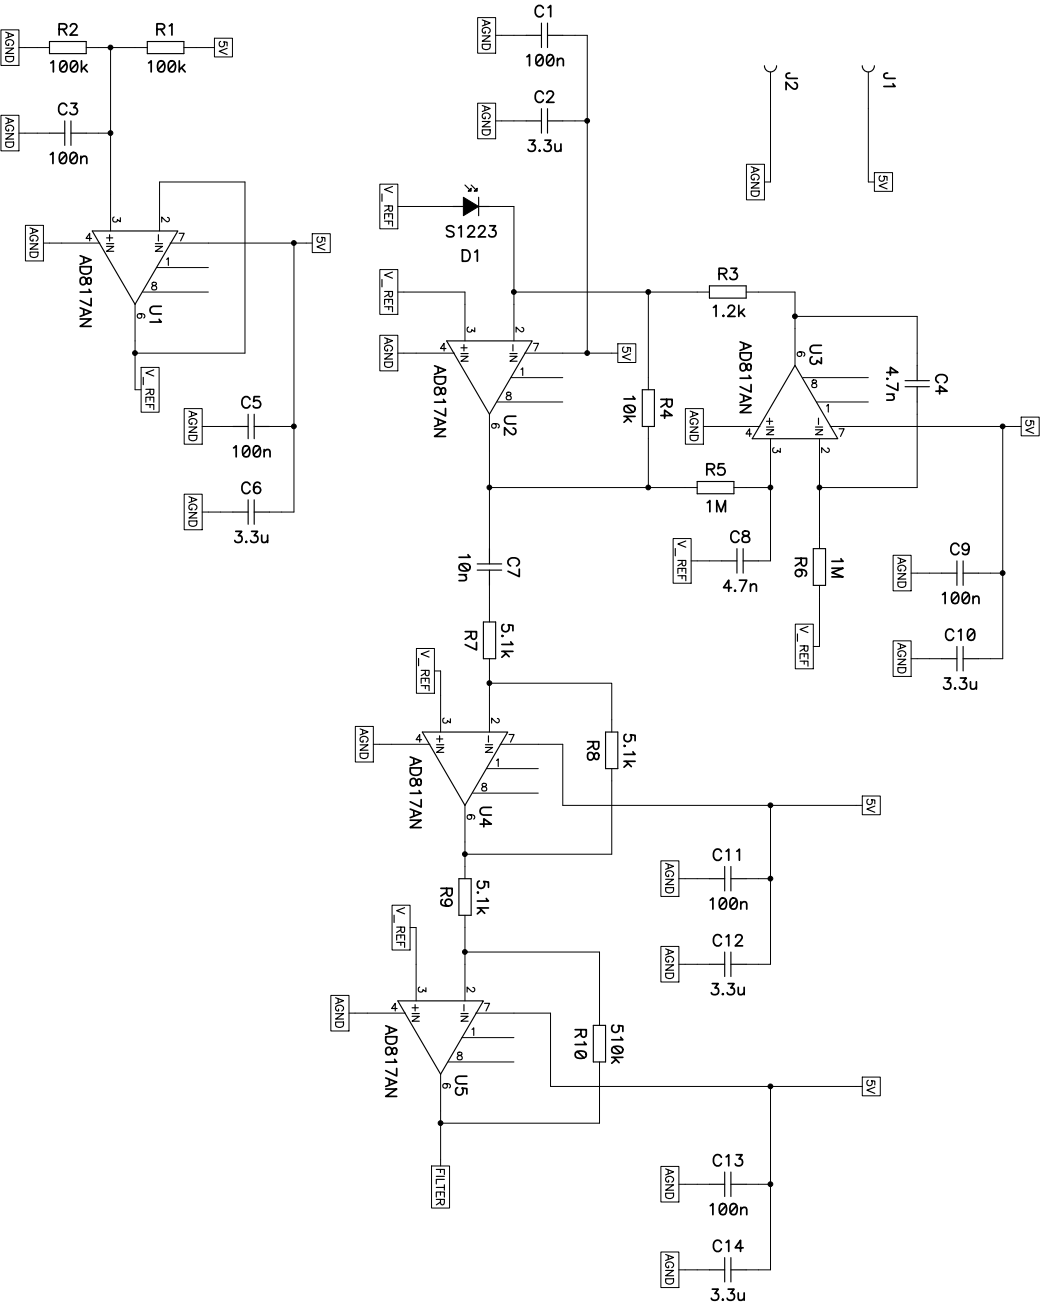 R2
R1
AGND
5V
100k
100k
C3
AGND
100n
3
2
4
+IN
-IN
7
5V
AGND
1
8
AD817AN
U1
6
V_REF
C5
AGND
100n
C6
AGND
3.3u
C1
AGND
100n
C2
AGND
3.3u
V_REF
S1223
D1
V_REF
3
2
4
+IN
-IN
7
5V
AGND
1
8
AD817AN
U2
6
J2
J1
AGND
5V
R3
1.2k
R4
10k
U3
AD817AN
6
8
1
4.7n
C4
AGND
4
+IN
-IN
7
5V
3
2
R5
1M
C8
V_REF
4.7n
1M
R6
V_REF
C9
AGND
100n
C10
AGND
3.3u
C7
10n
5.1k
R7
V_REF
3
2
4
+IN
-IN
7
AGND
1
8
AD817AN
U4
6
5.1k
R8
5V
C11
AGND
100n
C12
AGND
3.3u
5.1k
R9
V_REF
3
2
4
+IN
-IN
7
AGND
1
8
AD817AN
U5
6
510k
R10
5V
FILTER
C13
AGND
100n
C14
AGND
3.3u